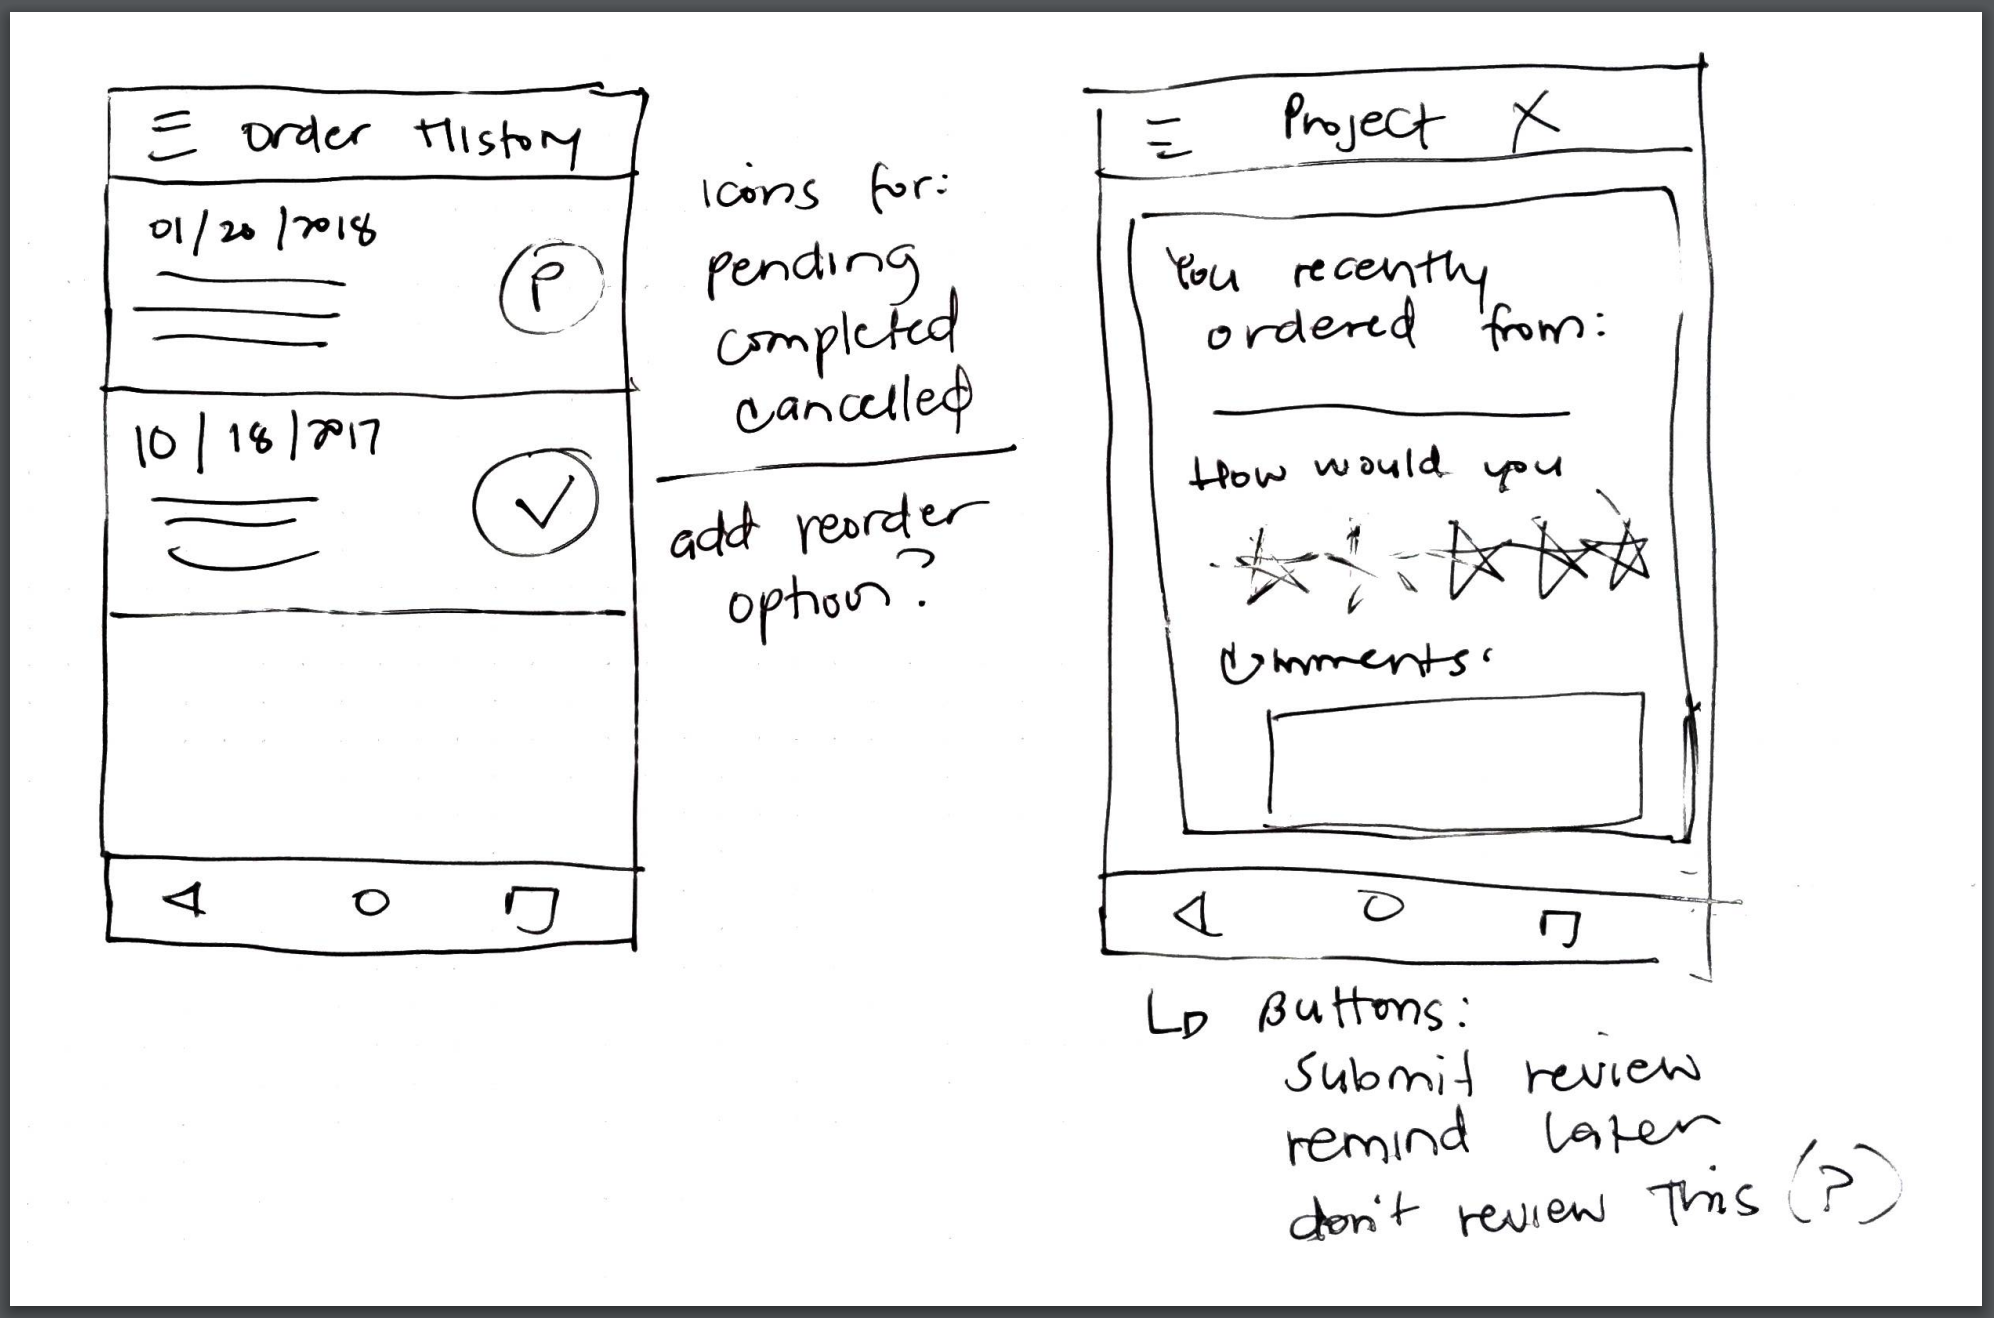 Order History
01/20/2018
P
10/18/2017
icons for:
pending
completed
cancelled
add reorder
option?
Project X
You recently
ordered from:
How would you
Comments:
Buttons:
submit review
remind later
don't review this (?)